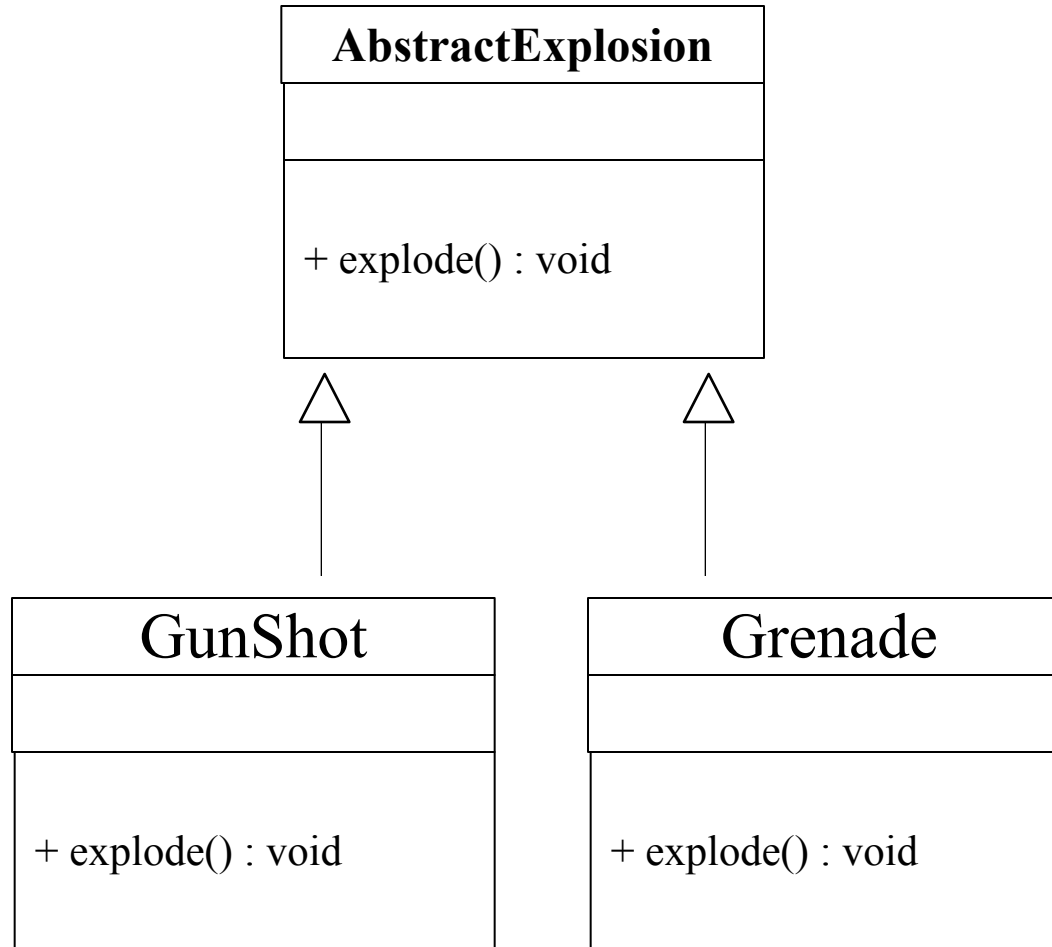 AbstractExplosion
+ explode() : void
GunShot
Grenade
+ explode() : void
+ explode() : void